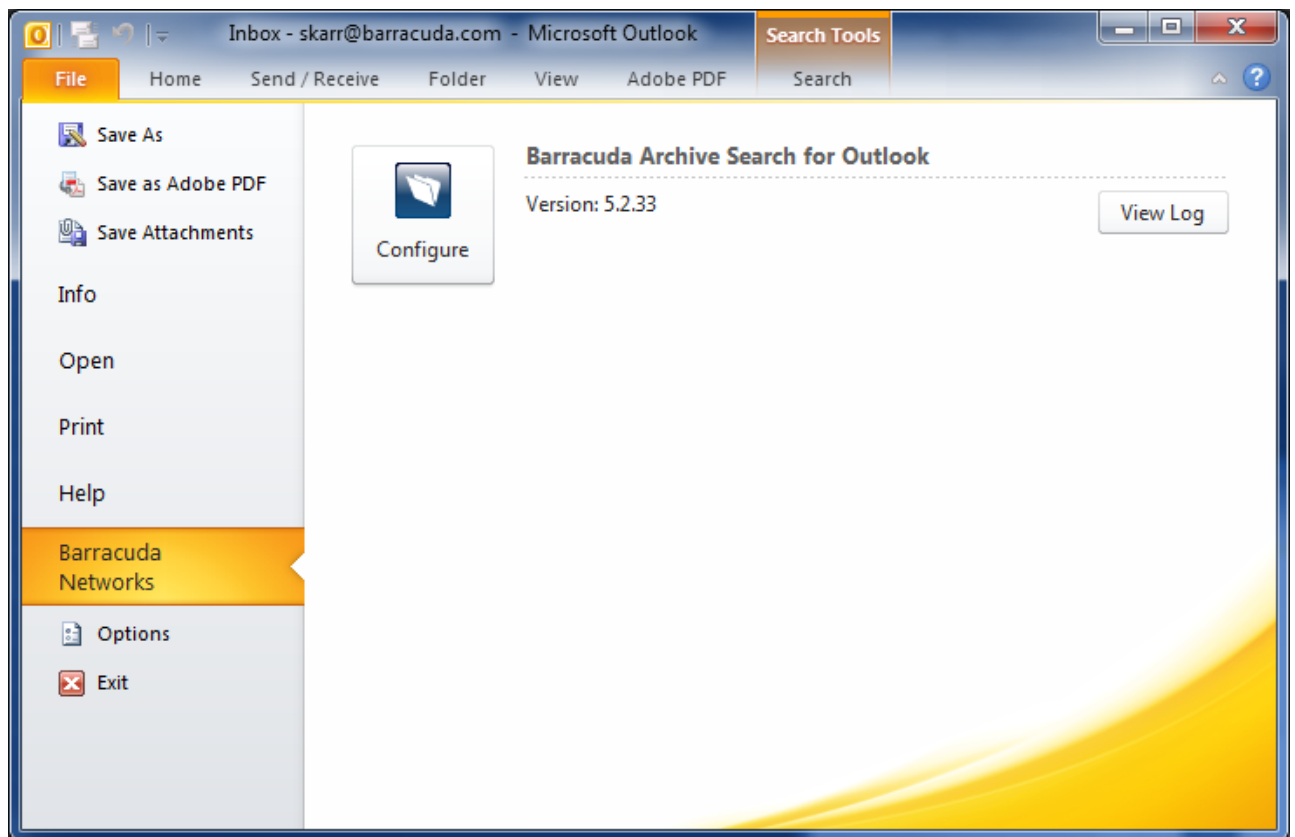 Inbox - skarr@barracuda.com - Microsoft Outlook
Search Tools
File
Home
Send / Receive
Folder
View
Adobe PDF
Search
Save As
Save as Adobe PDF
Save Attachments
Info
Open
Print
Help
Barracuda
Networks
Options
Exit
Configure
Barracuda Archive Search for Outlook
Version: 5.2.33
View Log